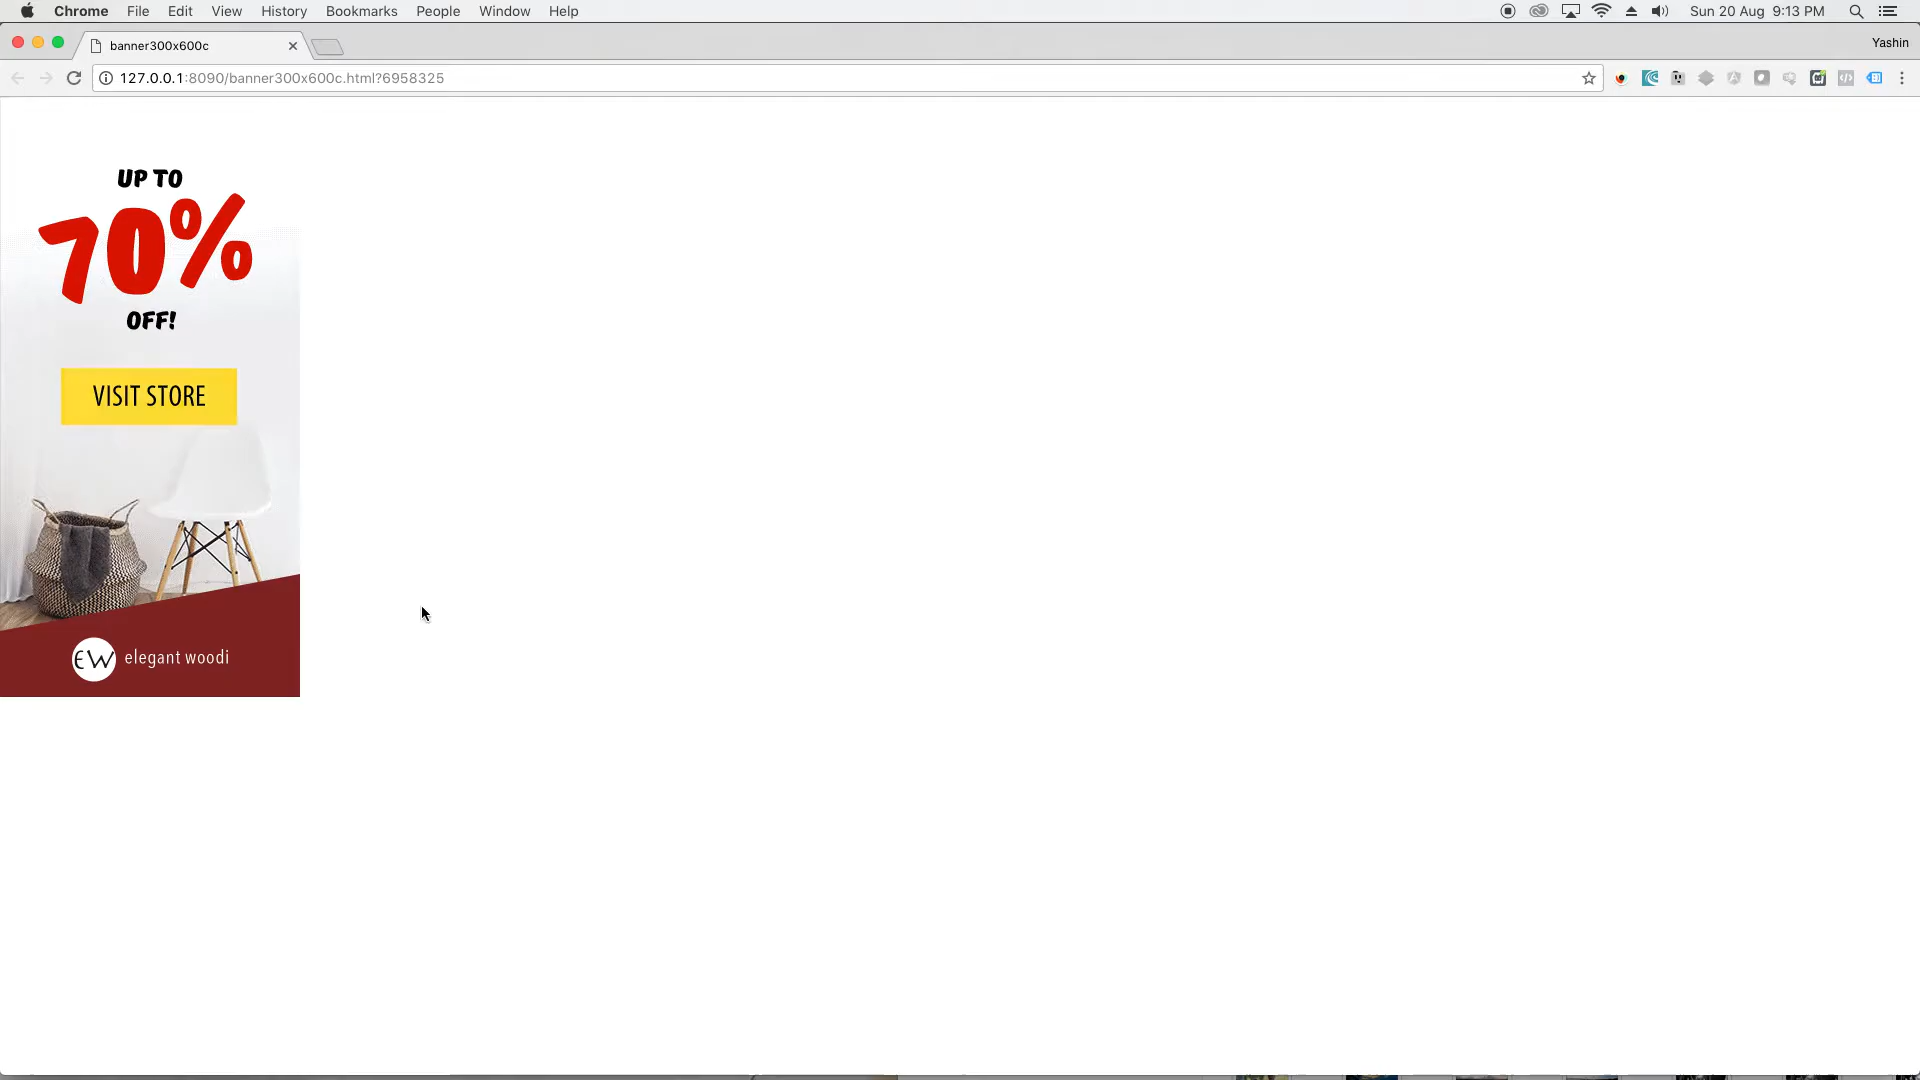 Chrome File Edit View History Bookmarks People Window Help Sun 20 Aug 9:13 PM
banner300x600c Yashin
127.0.0.1:8090/banner300x600c.html?6958325
UP TO
70%
OFF!
VISIT STORE
EW elegant woodi